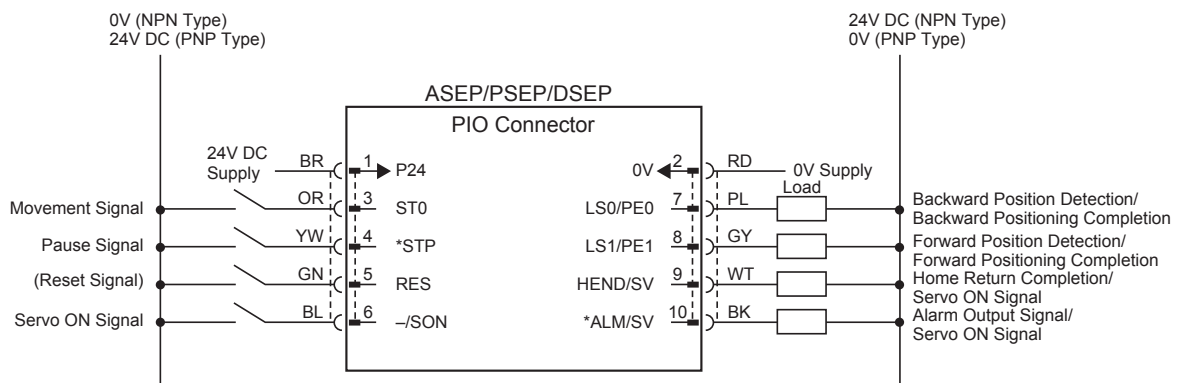 0V (NPN Type)
24V DC (PNP Type)
24V DC (NPN Type)
0V (PNP Type)
ASEP/PSEP/DSEP
PIO Connector
24V DC
Supply
BR
1
P24
0V
2
RD
0V Supply
Load
Movement Signal
OR
3
ST0
LS0/PE0
7
PL
Backward Position Detection/
Backward Positioning Completion
Pause Signal
YW
4
*STP
LS1/PE1
8
GY
Forward Position Detection/
Forward Positioning Completion
(Reset Signal)
GN
5
RES
HEND/SV
9
WT
Home Return Completion/
Servo ON Signal
Servo ON Signal
BL
6
–/SON
*ALM/SV
10
BK
Alarm Output Signal/
Servo ON Signal